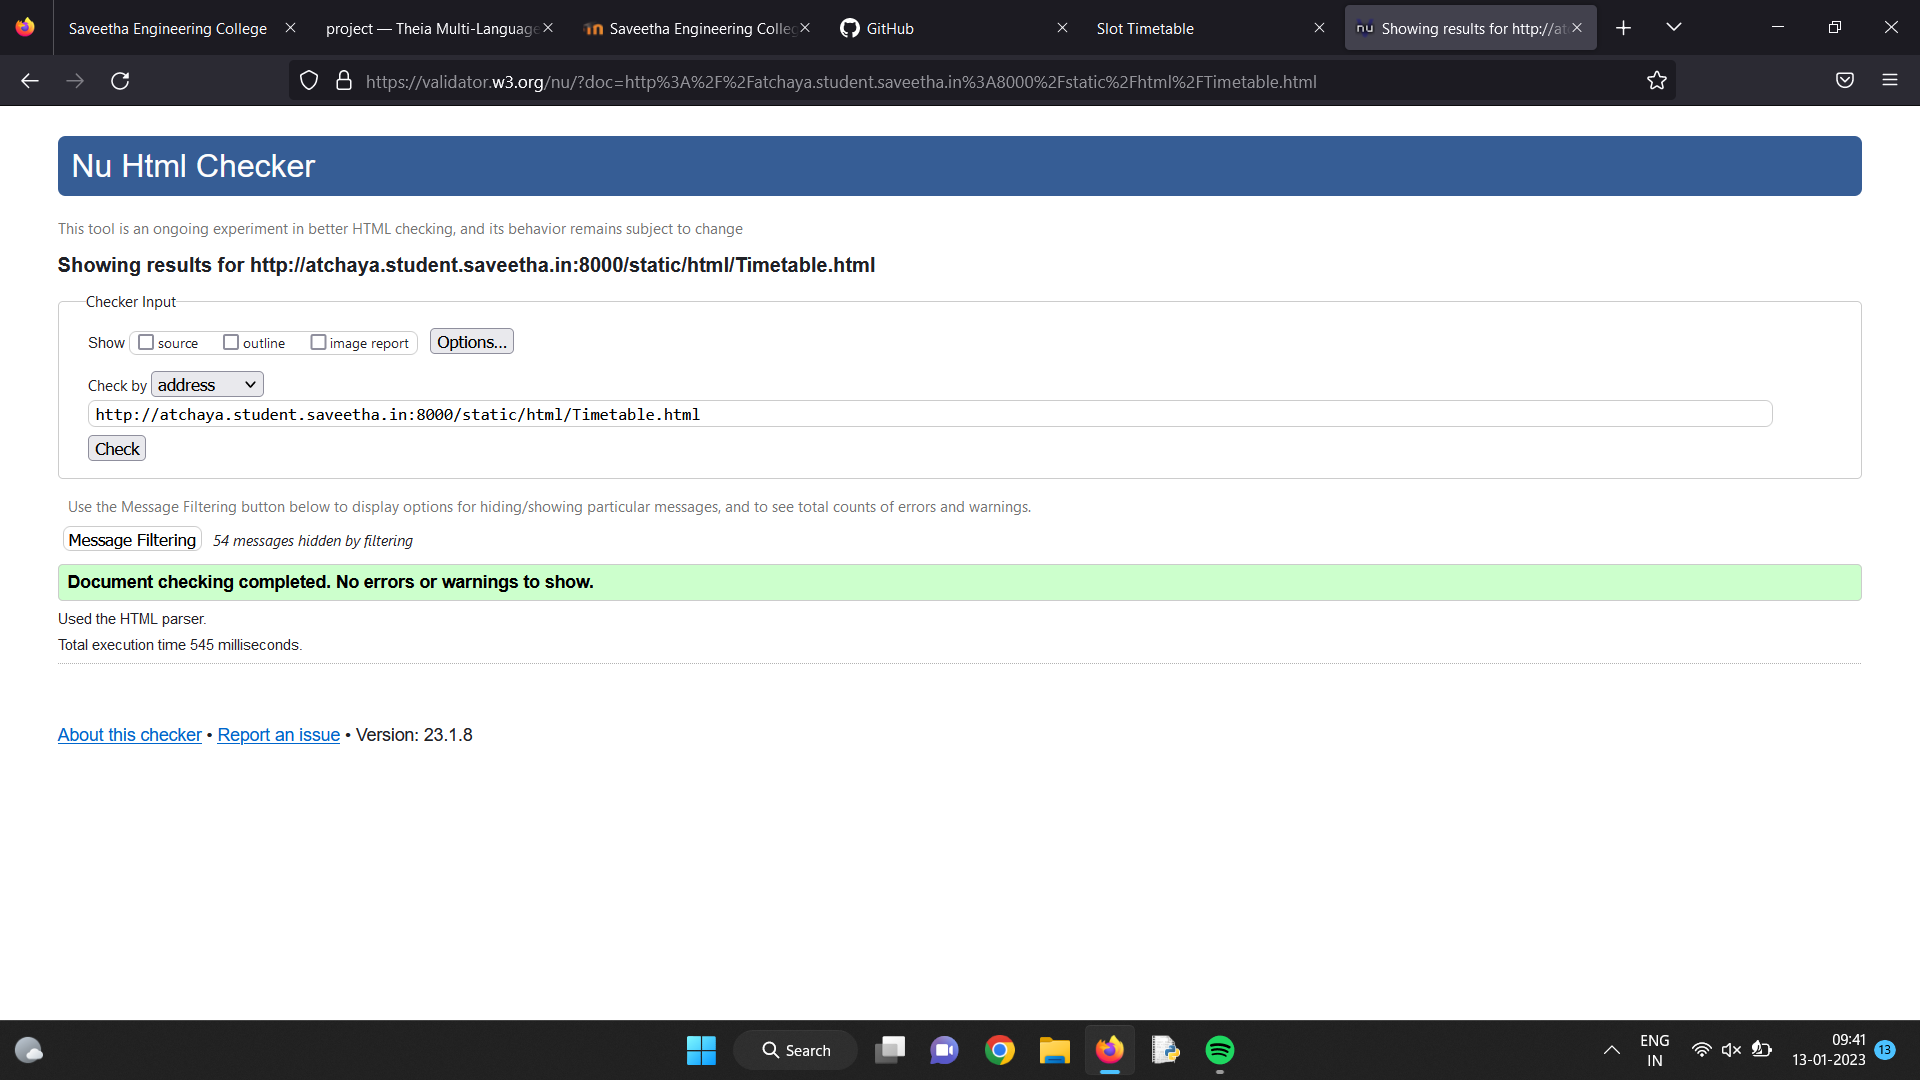 Saveetha Engineering College
project — Theia Multi-Language
Saveetha Engineering Colleg
GitHub
Slot Timetable
nu Showing results for http://at
https://validator.w3.org/nu/?doc=http%3A%2F%2Fatchaya.student.saveetha.in%3A8000%2Fstatic%2Fhtml%2FTimetable.html
Nu Html Checker
This tool is an ongoing experiment in better HTML checking, and its behavior remains subject to change
Showing results for http://atchaya.student.saveetha.in:8000/static/html/Timetable.html
Checker Input
Show source outline image report Options...
Check by address
http://atchaya.student.saveetha.in:8000/static/html/Timetable.html
Check
Use the Message Filtering button below to display options for hiding/showing particular messages, and to see total counts of errors and warnings.
Message Filtering 54 messages hidden by filtering
Document checking completed. No errors or warnings to show.
Used the HTML parser.
Total execution time 545 milliseconds.
About this checker • Report an issue • Version: 23.1.8
Search
ENG
IN
09:41
13-01-2023
13